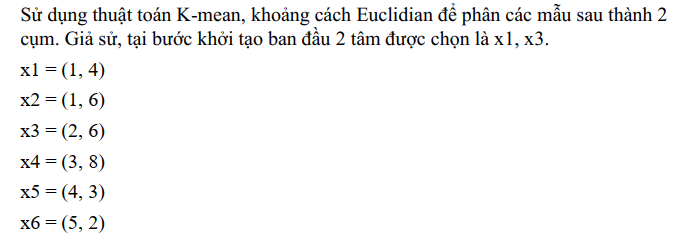 Sử dụng thuật toán K-mean, khoảng cách Euclidian để phân các mẫu sau thành 2
cụm. Giả sử, tại bước khởi tạo ban đầu 2 tâm được chọn là x1, x3.
x1 = (1, 4)
x2 = (1, 6)
x3 = (2, 6)
x4 = (3, 8)
x5 = (4, 3)
x6 = (5, 2)